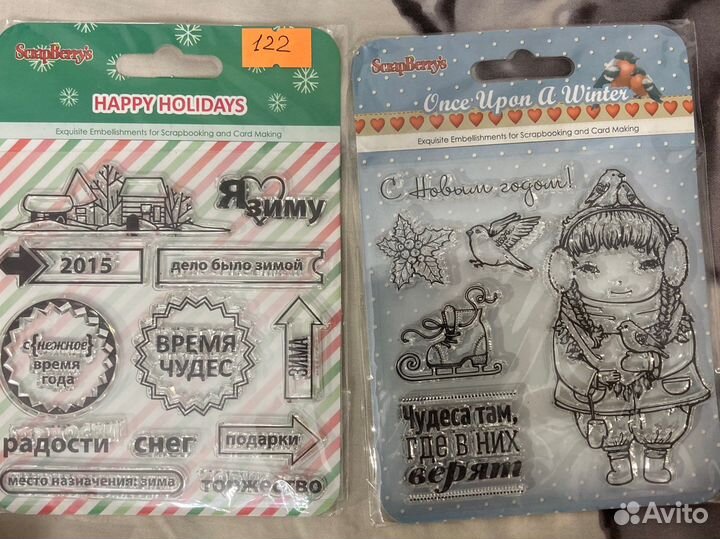 ScrapBerry's
122
HAPPY HOLIDAYS
Exquisite Embellishments for Scrapbooking and Card Making
Я зиму
2015
дело было зимой
с {нежное}
время
года
ВРЕМЯ
ЧУДЕС
ЗИМА
радости
снег
подарки
место назначения: зима
торжество
ScrapBerry's
Once Upon A Winter
Exquisite Embellishments for Scrapbooking and Card Making
С Новым годом!
Чудеса там,
где в них
верят
Avito